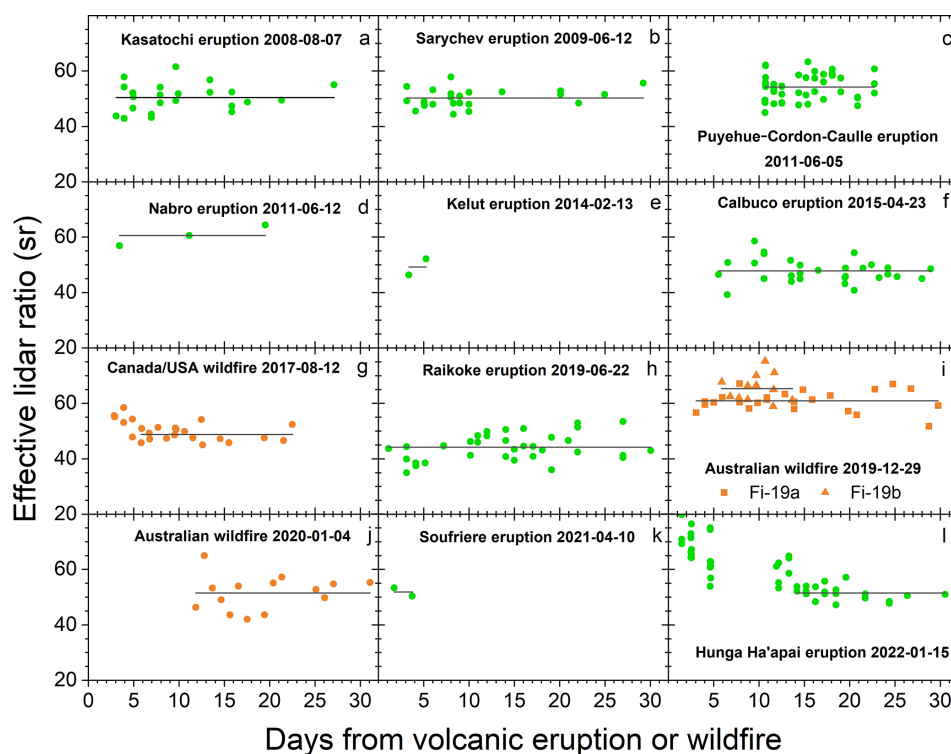 Kasatochi eruption 2008-08-07
a
Sarychev eruption 2009-06-12
b
c
Puyehue-Cordon-Caulle eruption
2011-06-05
60
40
20
Nabro eruption 2011-06-12
d
Kelut eruption 2014-02-13
e
Calbuco eruption 2015-04-23
f
60
40
20
Canada/USA wildfire 2017-08-12
g
Raikoke eruption 2019-06-22
h
i
Australian wildfire 2019-12-29
Fi-19a
Fi-19b
60
40
20
Australian wildfire 2020-01-04
j
Soufriere eruption 2021-04-10
k
l
Hunga Ha'apai eruption 2022-01-15
60
40
20
0 5 10 15 20 25 30
5 10 15 20 25 30
5 10 15 20 25 30
Effective lidar ratio (sr)
Days from volcanic eruption or wildfire